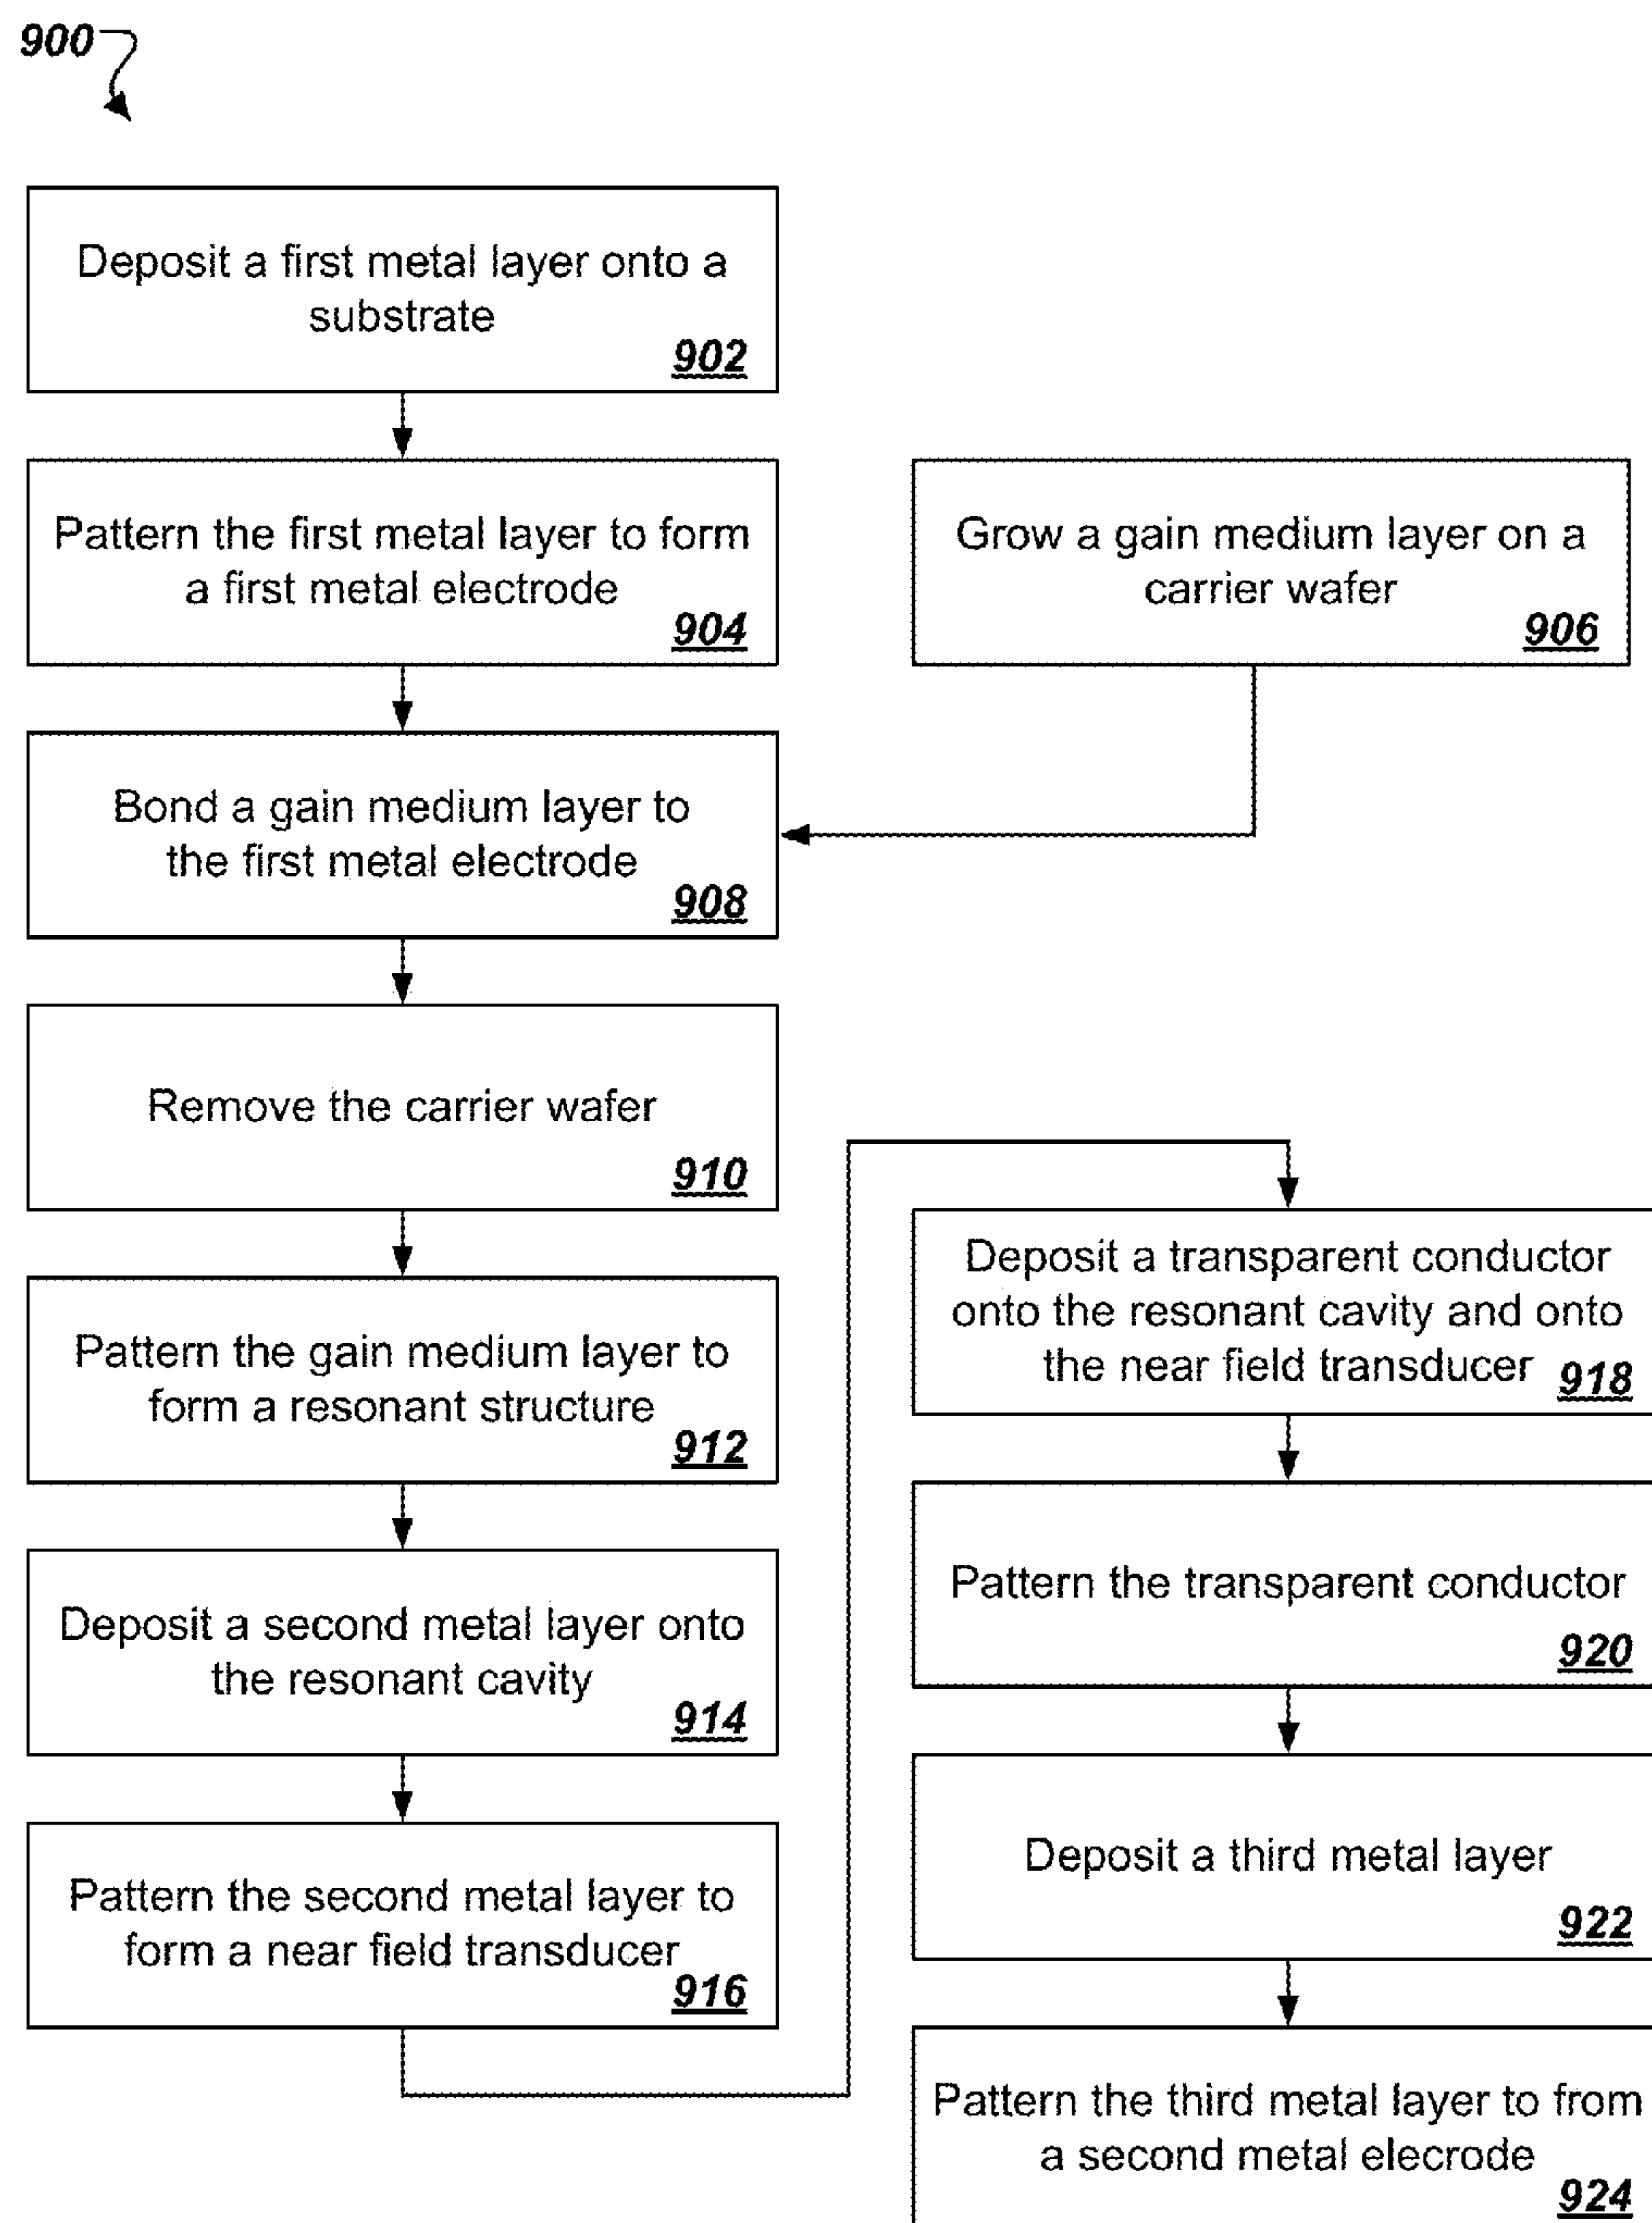 900
Deposit a first metal layer onto a
substrate
902
Pattern the first metal layer to form
a first metal electrode
904
Grow a gain medium layer on a
carrier wafer
906
Bond a gain medium layer to
the first metal electrode
908
Remove the carrier wafer
910
Pattern the gain medium layer to
form a resonant structure
912
Deposit a second metal layer onto
the resonant cavity
914
Pattern the second metal layer to
form a near field transducer
916
Deposit a transparent conductor
onto the resonant cavity and onto
the near field transducer
918
Pattern the transparent conductor
920
Deposit a third metal layer
922
Pattern the third metal layer to from
a second metal elecrode
924